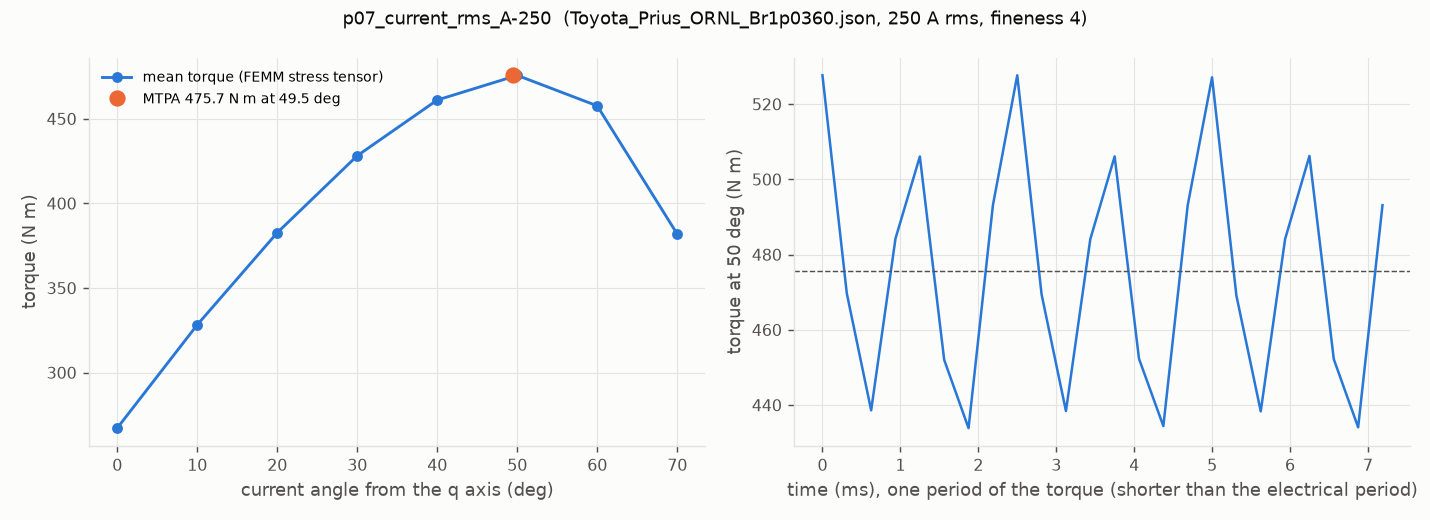 p07_current_rms_A-250  (Toyota_Prius_ORNL_Br1p0360.json, 250 A rms, fineness 4)
mean torque (FEMM stress tensor)
MTPA 475.7 N m at 49.5 deg
torque (N m)
450
400
350
300
0 10 20 30 40 50 60 70
current angle from the q axis (deg)
torque at 50 deg (N m)
520
500
480
460
440
0 1 2 3 4 5 6 7
time (ms), one period of the torque (shorter than the electrical period)